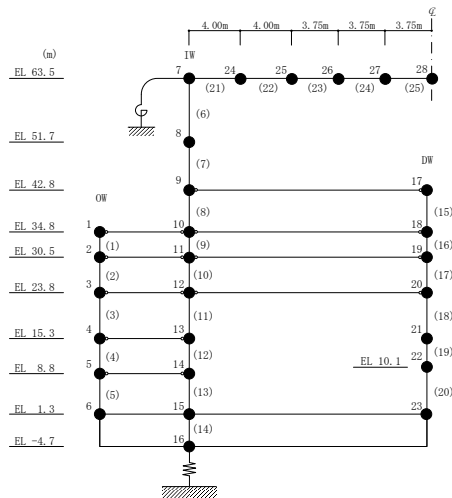 ℄
4.00m 4.00m 3.75m 3.75m 3.75m
(m) IW
EL 63.5 7 24 25 26 27 28
(21) (22) (23) (24) (25)
(6)
EL 51.7 8
(7)
DW
EL 42.8 9 17
OW
(8) (15)
EL 34.8 1 10 18
(1) (9) (16)
EL 30.5 2 11 19
(2) (10) (17)
EL 23.8 3 12 20
(3) (11) (18)
EL 15.3 4 13 21
(4) (12) (19)
EL 10.1 22
EL 8.8 5 14
(5) (13) (20)
EL 1.3 6 15 23
(14)
EL -4.7 16